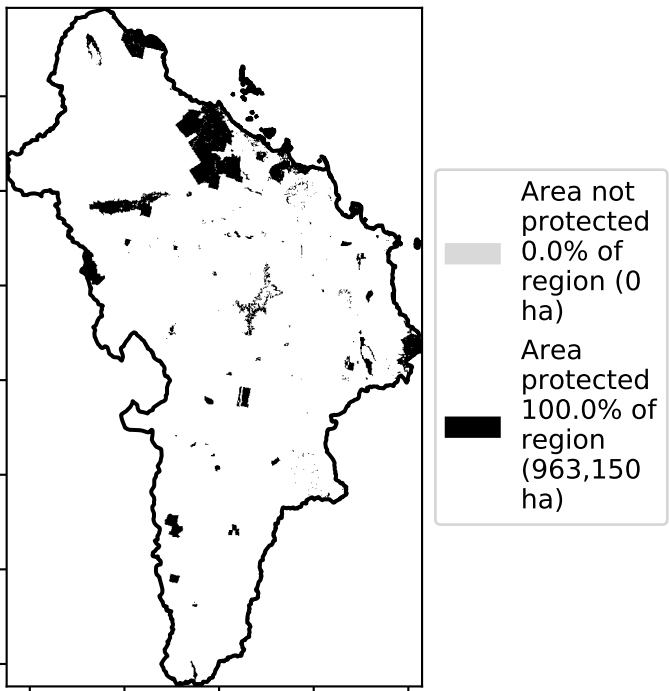 Area not
protected
0.0% of
region (0
ha)
Area
protected
100.0% of
region
(963,150
ha)